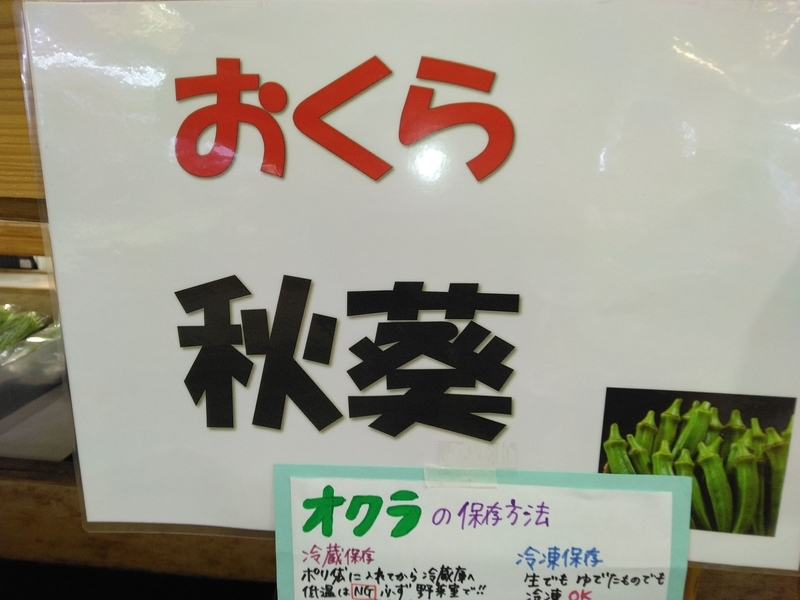 おくら
秋葵
オクラの保存方法
冷蔵保存
ポリ袋に入れてから冷蔵庫へ
低温はNG 必ず野菜室で!!
冷凍保存
生でもゆでたものでも
冷凍OK